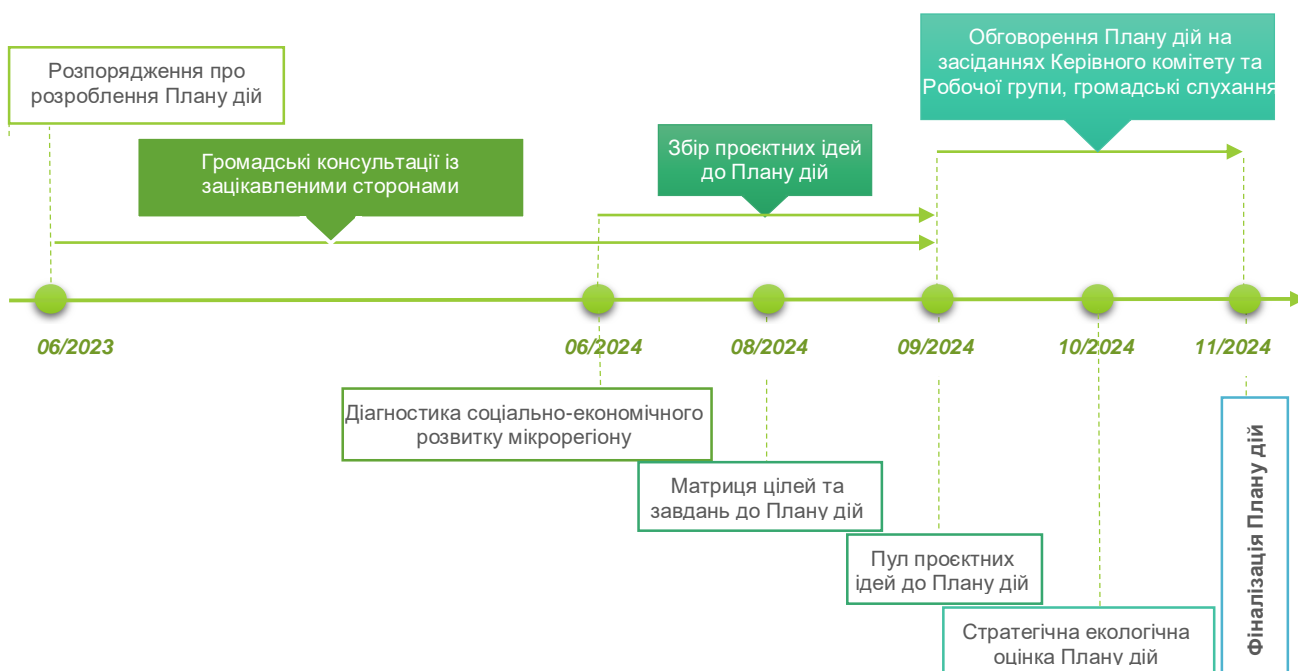 Обговорення Плану дій на
засіданнях Керівного комітету та
Робочої групи, громадські слухання
Розпорядження про
розроблення Плану дій
Збір проєктних ідей
до Плану дій
Громадські консультації із
зацікавленими сторонами
06/2023
06/2024
08/2024
09/2024
10/2024
11/2024
Діагностика соціально-економічного
розвитку мікрорегіону
Матриця цілей та
завдань до Плану дій
Пул проєктних
ідей до Плану дій
Стратегічна екологічна
оцінка Плану дій
Фіналізація Плану дій